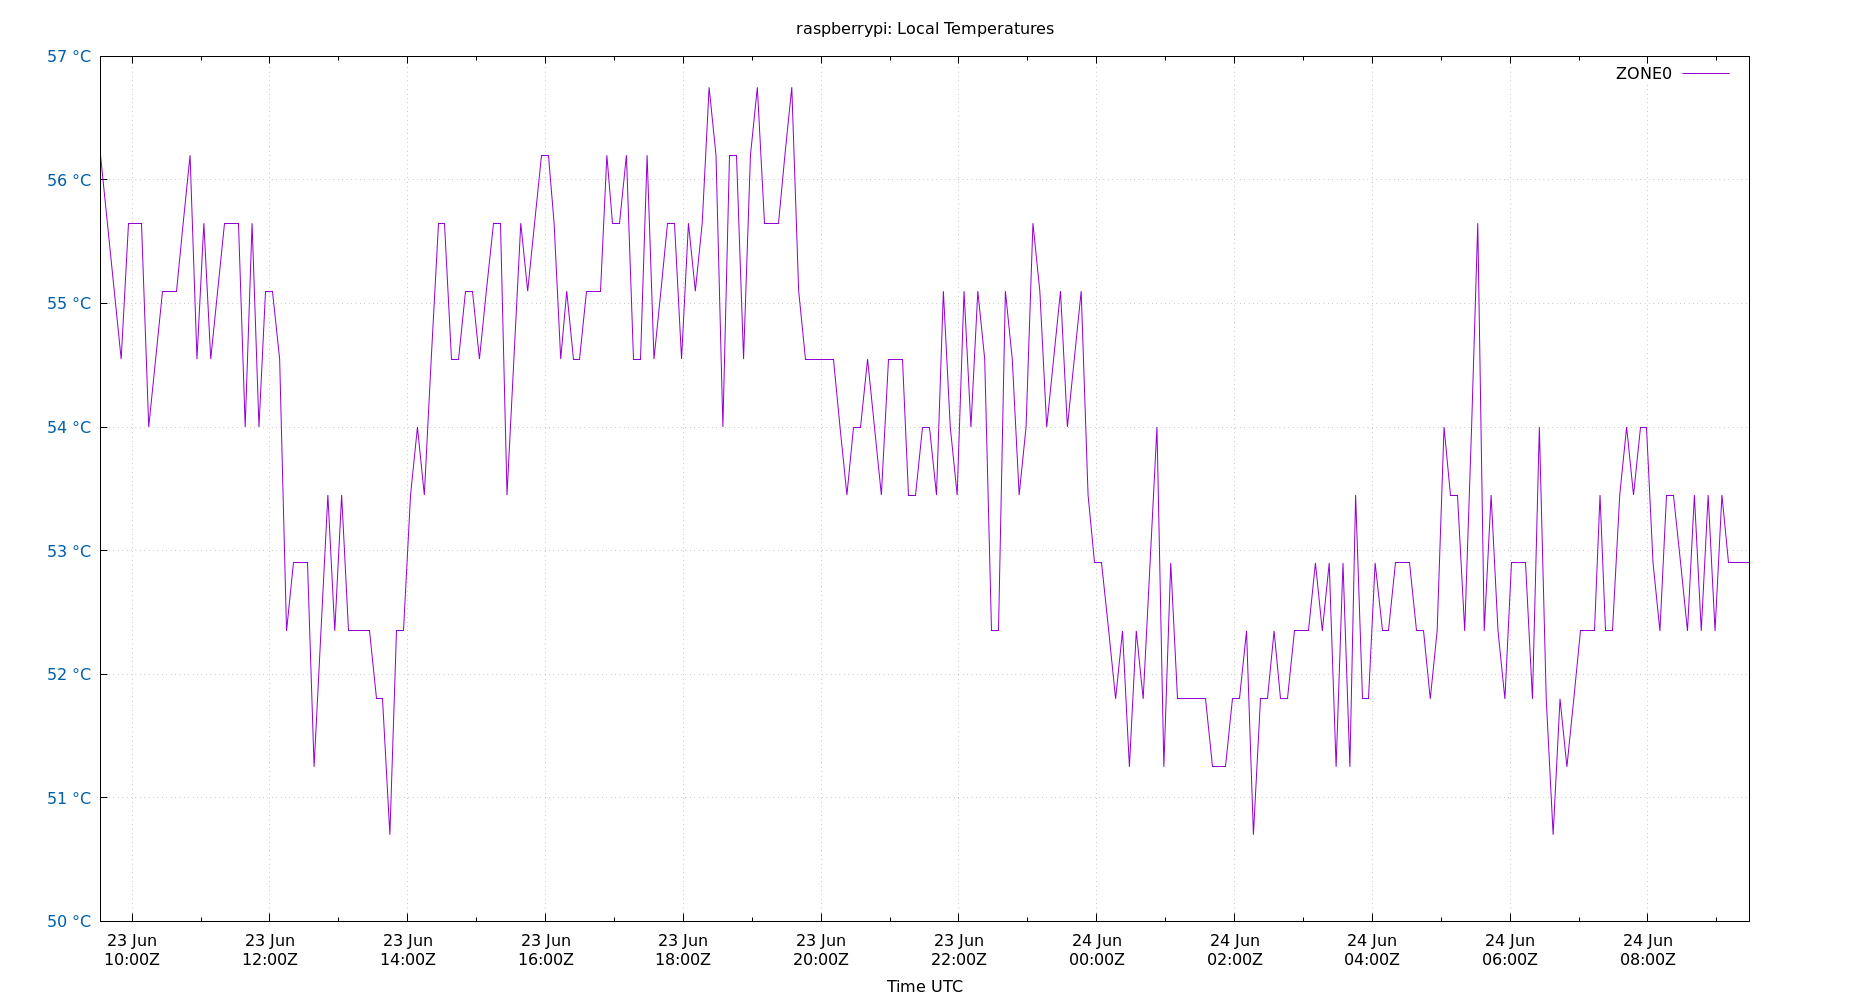 raspberrypi: Local Temperatures
57 °C
ZONE0
56 °C
55 °C
54 °C
53 °C
52 °C
51 °C
50 °C
23 Jun 23 Jun 23 Jun 23 Jun 23 Jun 23 Jun 23 Jun 24 Jun 24 Jun 24 Jun 24 Jun 24 Jun
10:00Z 12:00Z 14:00Z 16:00Z 18:00Z 20:00Z 22:00Z 00:00Z 02:00Z 04:00Z 06:00Z 08:00Z
Time UTC